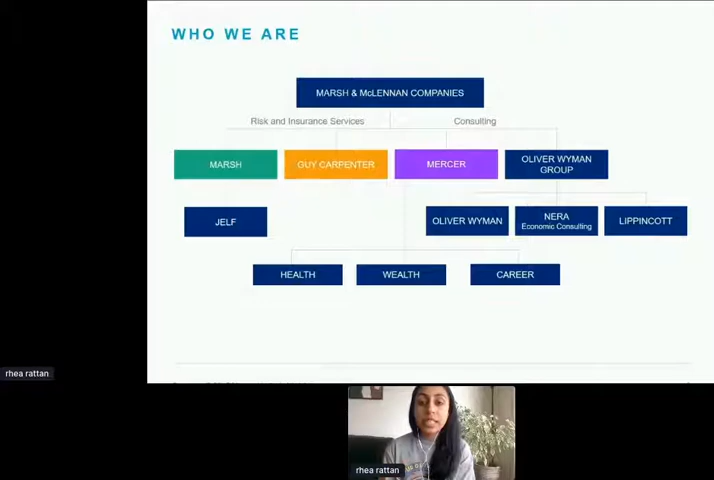 WHO WE ARE
MARSH & McLENNAN COMPANIES
Risk and Insurance Services
Consulting
MARSH
GUY CARPENTER
MERCER
OLIVER WYMAN
GROUP
JELF
OLIVER WYMAN
NERA
Economic Consulting
LIPPINCOTT
HEALTH
WEALTH
CAREER
rhea rattan
rhea rattan